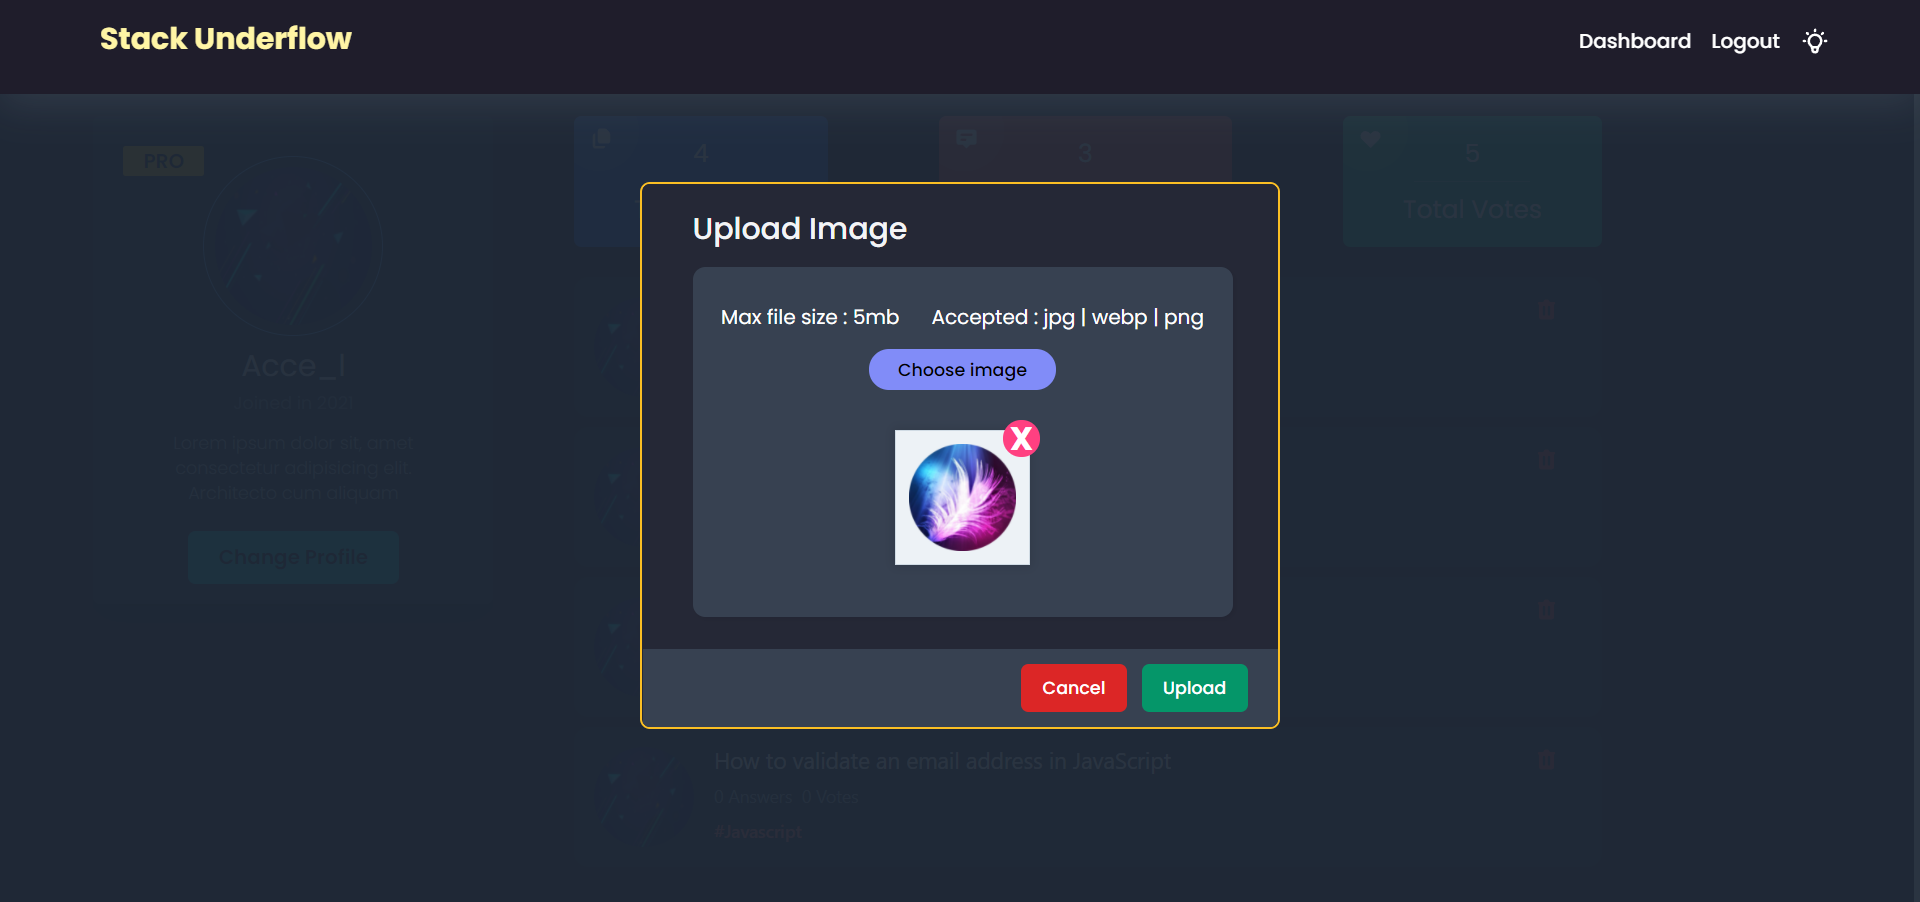 Stack Underflow
Dashboard
Logout
PRO
4
3
5
Total Votes
Upload Image
Max file size : 5mb
Accepted : jpg | webp | png
Choose image
X
Cancel
Upload
Acce_I
Lorem ipsum dolor sit, amet
consectetur adipisicing elit.
Architecto cum aliquam
Change Profile
How to validate an email address in JavaScript
0 Answers 0 Votes
#javascript